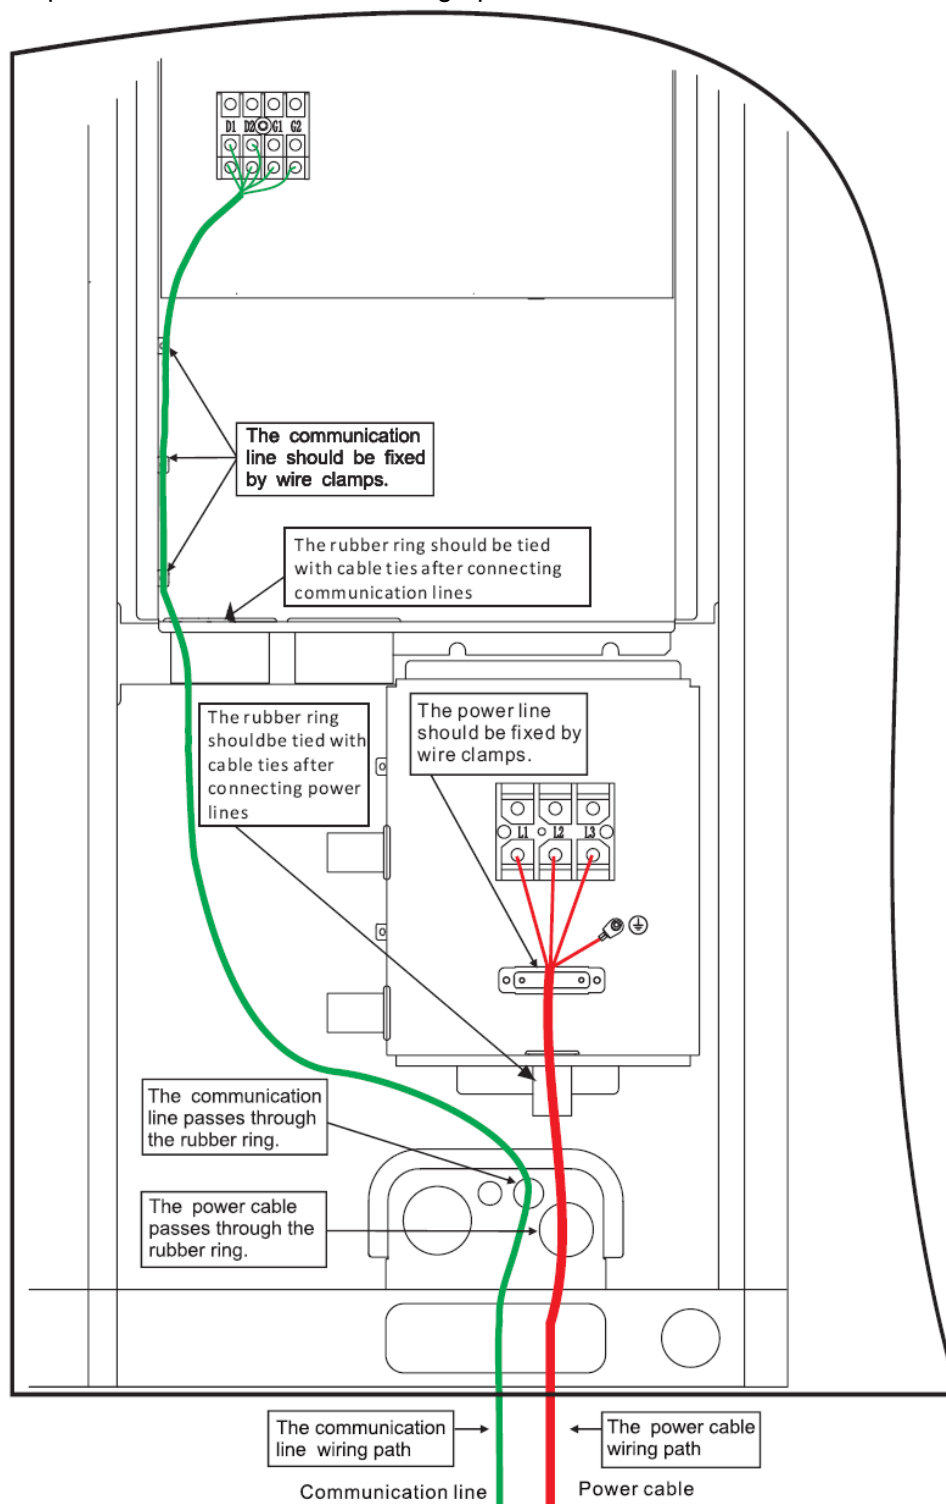 D1 D2 G1 G2
The communication
line should be fixed
by wire clamps.
The rubber ring should be tied
with cable ties after connecting
communication lines
The rubber ring
shouldbe tied with
cable ties after
connecting power
lines
The power line
should be fixed by
wire clamps.
L1 L2 L3
The communication
line passes through
the rubber ring.
The power cable
passes through the
rubber ring.
The communication
line wiring path
The power cable
wiring path
Communication line
Power cable